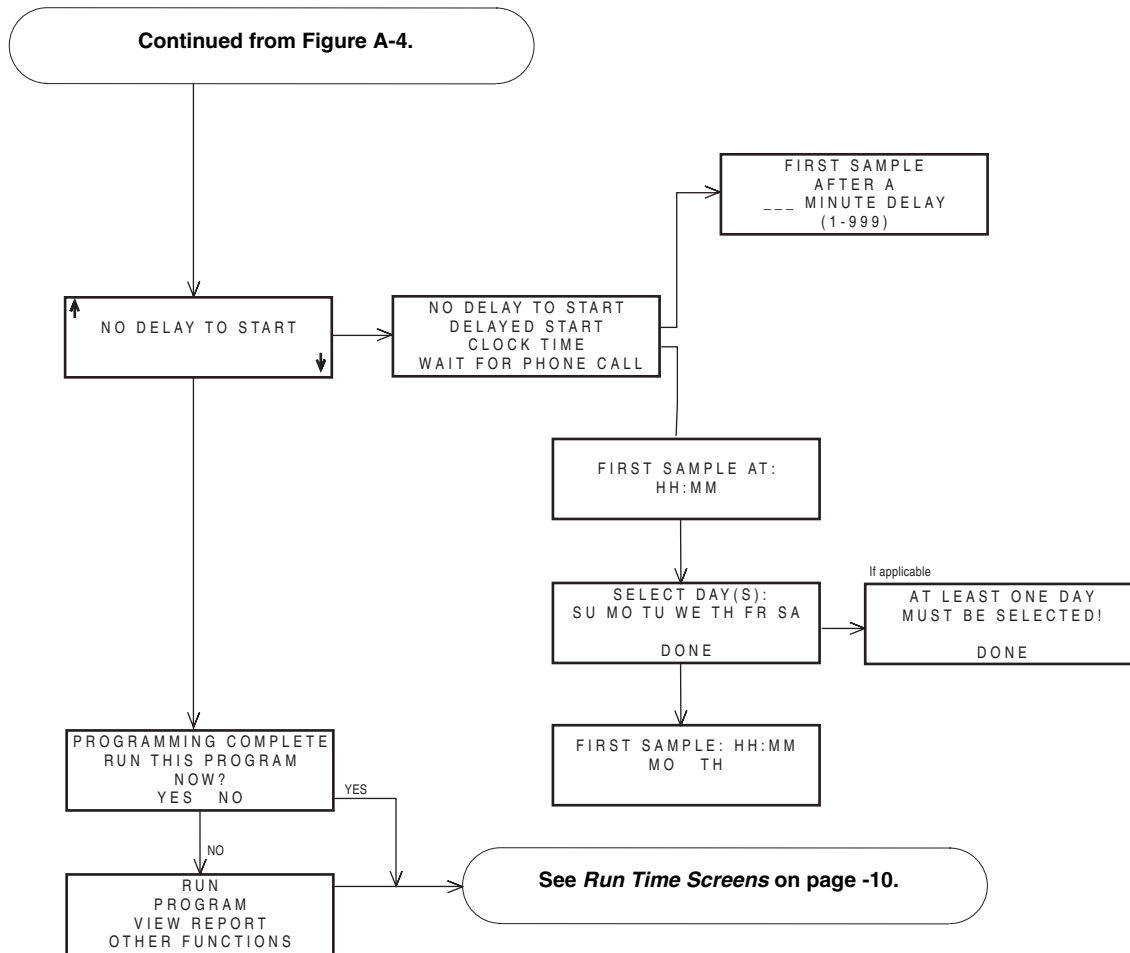 Continued from Figure A-4.
FIRST SAMPLE
AFTER A
___ MINUTE DELAY
(1-999)
NO DELAY TO START
NO DELAY TO START
DELAYED START
CLOCK TIME
WAIT FOR PHONE CALL
FIRST SAMPLE AT:
HH:MM
SELECT DAY(S):
SU MO TU WE TH FR SA
DONE
If applicable
AT LEAST ONE DAY
MUST BE SELECTED!
DONE
FIRST SAMPLE: HH:MM
MO TH
PROGRAMMING COMPLETE
RUN THIS PROGRAM
NOW?
YES NO
YES
NO
RUN
PROGRAM
VIEW REPORT
OTHER FUNCTIONS
See Run Time Screens on page -10.